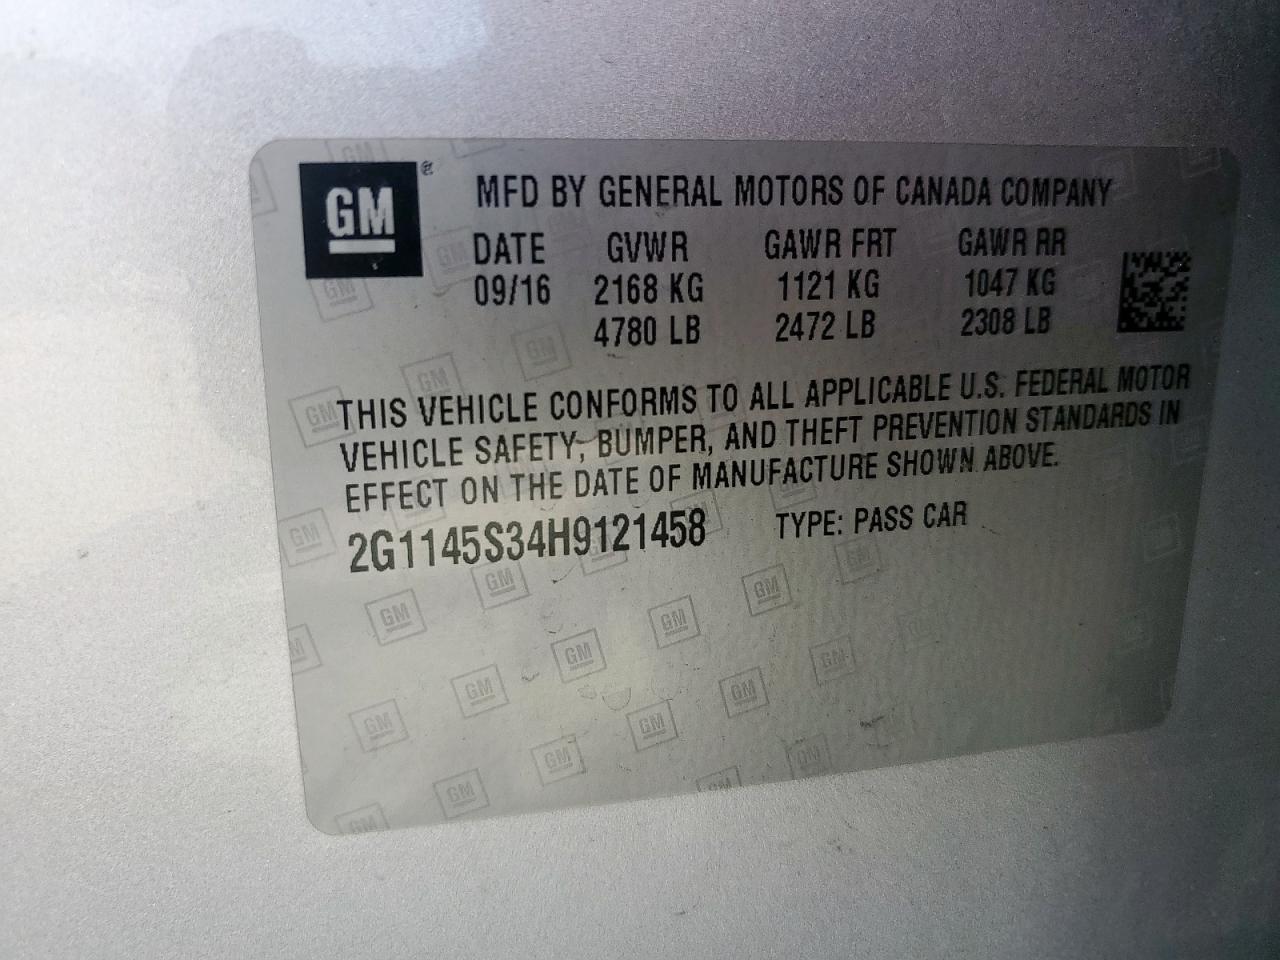 GM®
MFD BY GENERAL MOTORS OF CANADA COMPANY
DATE GVWR GAWR FRT GAWR RR
09/16 2168 KG 1121 KG 1047 KG
4780 LB 2472 LB 2308 LB
THIS VEHICLE CONFORMS TO ALL APPLICABLE U.S. FEDERAL MOTOR
VEHICLE SAFETY, BUMPER, AND THEFT PREVENTION STANDARDS IN
EFFECT ON THE DATE OF MANUFACTURE SHOWN ABOVE.
2G1145S34H9121458 TYPE: PASS CAR